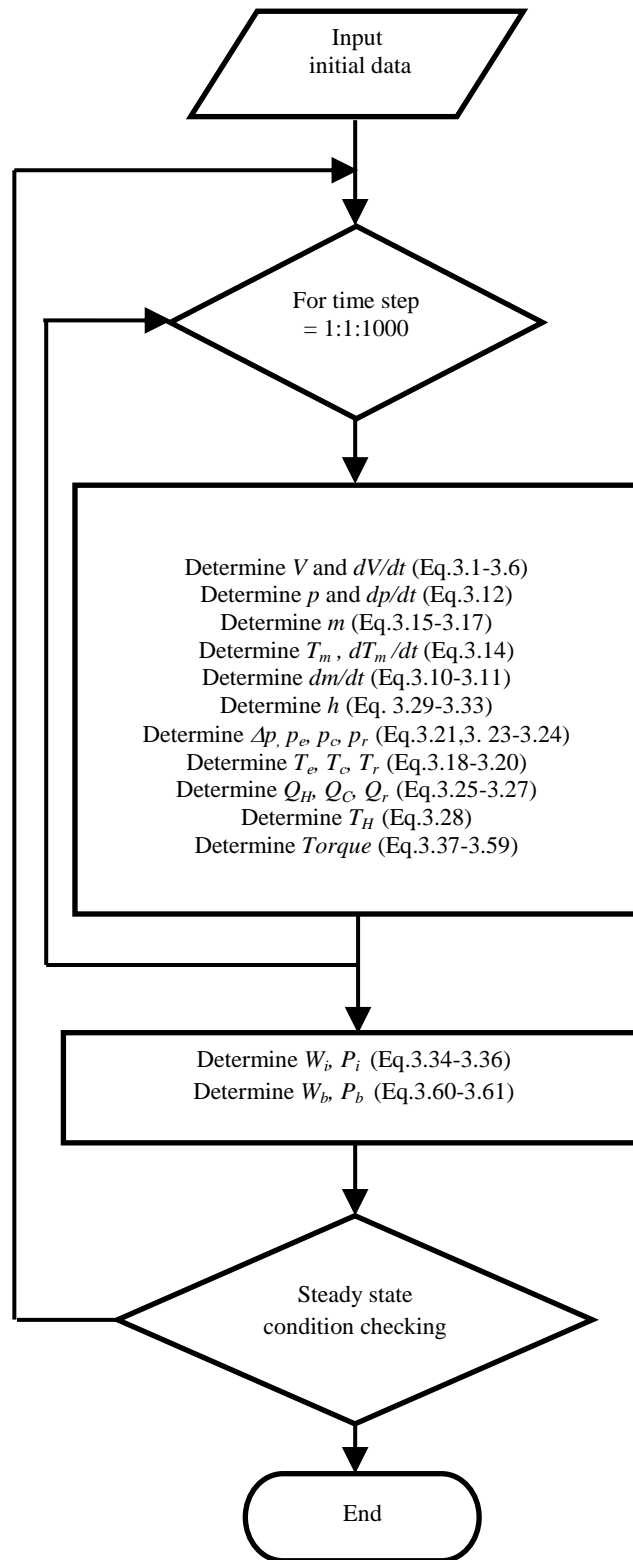 Input
initial data
For time step
= 1:1:1000
Determine V and dV/dt (Eq.3.1-3.6)
Determine p and dp/dt (Eq.3.12)
Determine m (Eq.3.15-3.17)
Determine Tm , dTm /dt (Eq.3.14)
Determine dm/dt (Eq.3.10-3.11)
Determine h (Eq. 3.29-3.33)
Determine Δp, pe, pc, pr (Eq.3.21,3. 23-3.24)
Determine Te, Tc, Tr (Eq.3.18-3.20)
Determine QH, QC, Qr (Eq.3.25-3.27)
Determine TH (Eq.3.28)
Determine Torque (Eq.3.37-3.59)
Determine Wi, Pi (Eq.3.34-3.36)
Determine Wb, Pb (Eq.3.60-3.61)
Steady state
condition checking
End